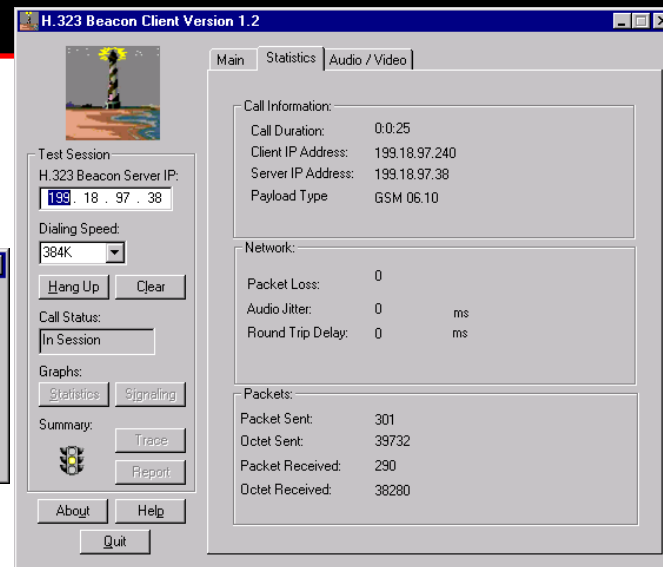 H.323 Beacon Client Version 1.2
Main Statistics Audio / Video
Test Session
H.323 Beacon Server IP:
199 . 18 . 97 . 38
Dialing Speed:
384K
Hang Up Clear
Call Status:
In Session
Graphs:
Statistics Signaling
Summary:
Trace
Report
About Help
Quit
Call Information:
Call Duration: 0:0:25
Client IP Address: 199.18.97.240
Server IP Address: 199.18.97.38
Payload Type GSM 06.10
Network:
Packet Loss: 0
Audio Jitter: 0 ms
Round Trip Delay: 0 ms
Packets:
Packet Sent: 301
Octet Sent: 39732
Packet Received: 290
Octet Received: 38280